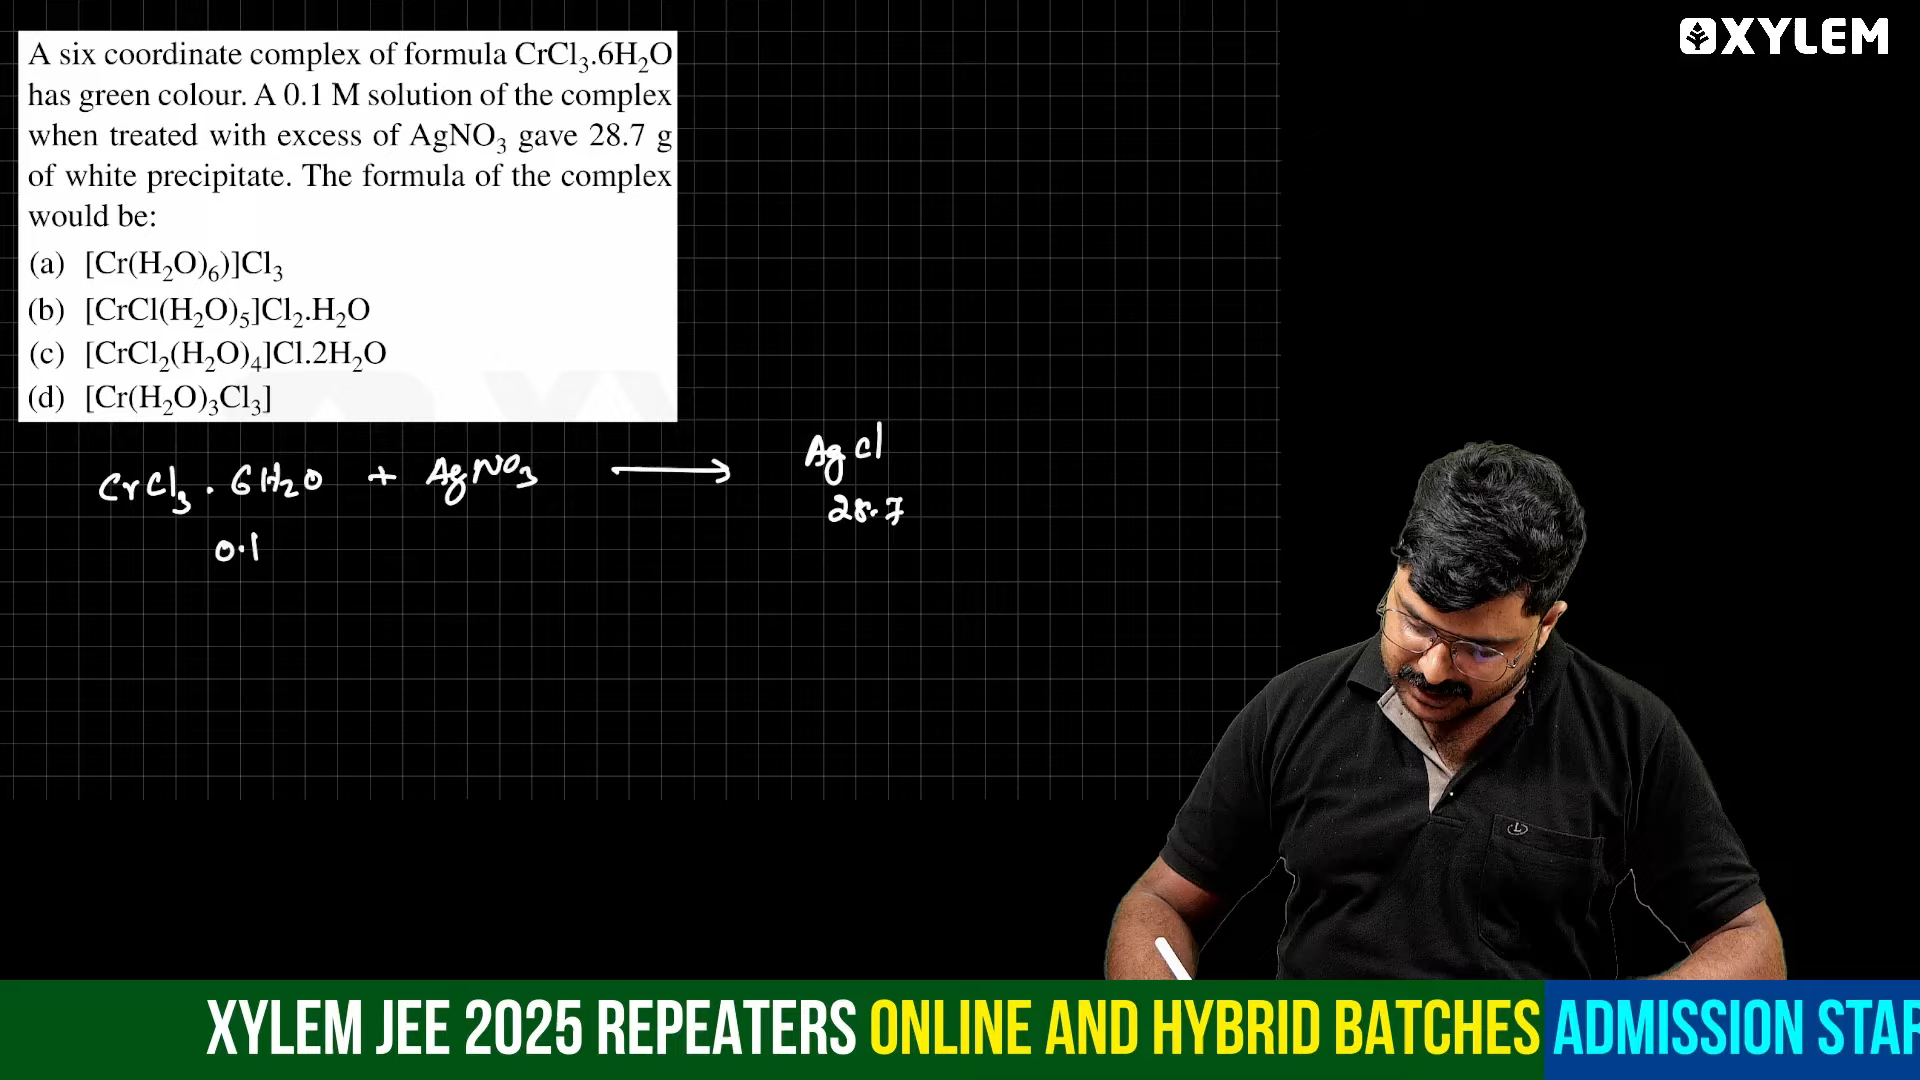 XYLEM
A six coordinate complex of formula CrCl₃.6H₂O
has green colour. A 0.1 M solution of the complex
when treated with excess of AgNO₃ gave 28.7 g
of white precipitate. The formula of the complex
would be:
(a) [Cr(H₂O)₆)]Cl₃
(b) [CrCl(H₂O)₅]Cl₂.H₂O
(c) [CrCl₂(H₂O)₄]Cl.2H₂O
(d) [Cr(H₂O)₃Cl₃]
CrCl₃ . 6H₂O + AgNO₃ ⟶ AgCl
28.7
0.1
XYLEM JEE 2025 REPEATERS ONLINE AND HYBRID BATCHES ADMISSION STAR